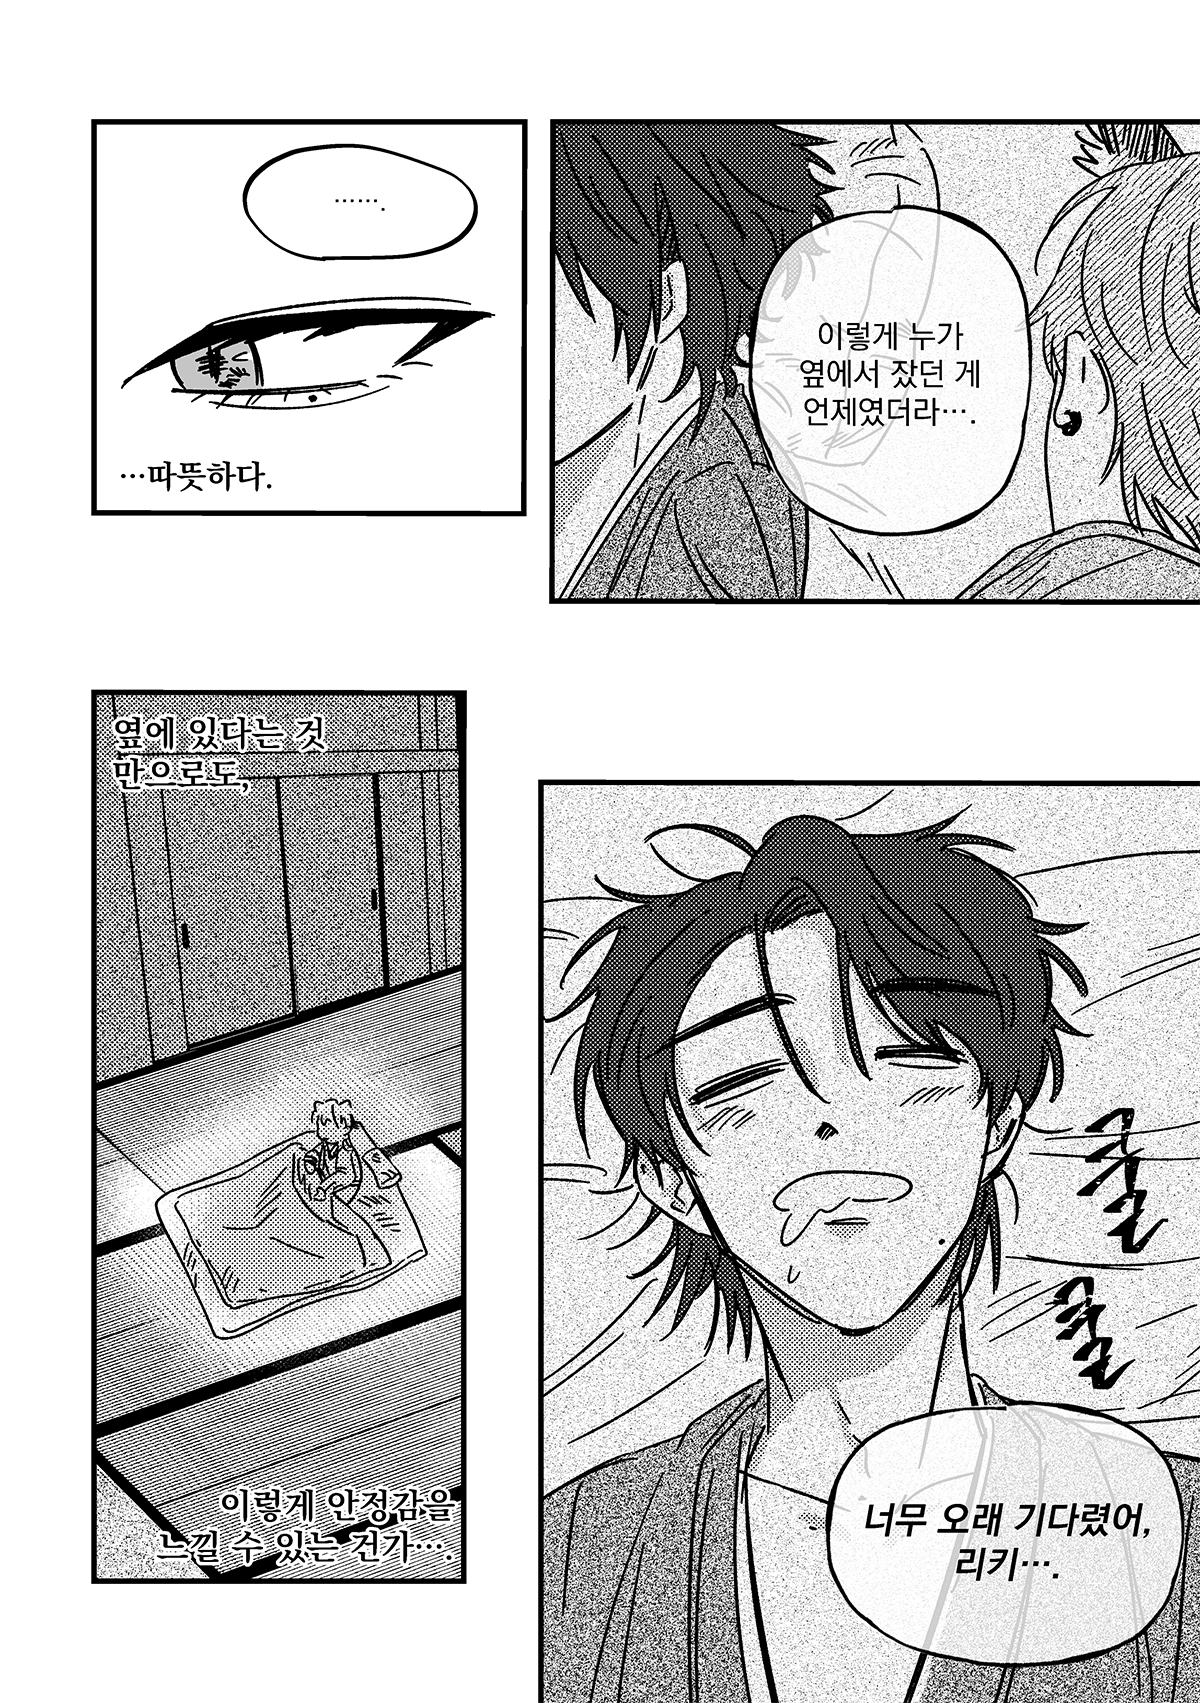 이렇게 누가
옆에서 잤던 게
언제였더라….
…….
…따뜻하다.
쿨
쿨
너무 오래 기다렸어,
리키….
옆에 있다는 것
만으로도,
이렇게 안정감을
느낄 수 있는 건가….